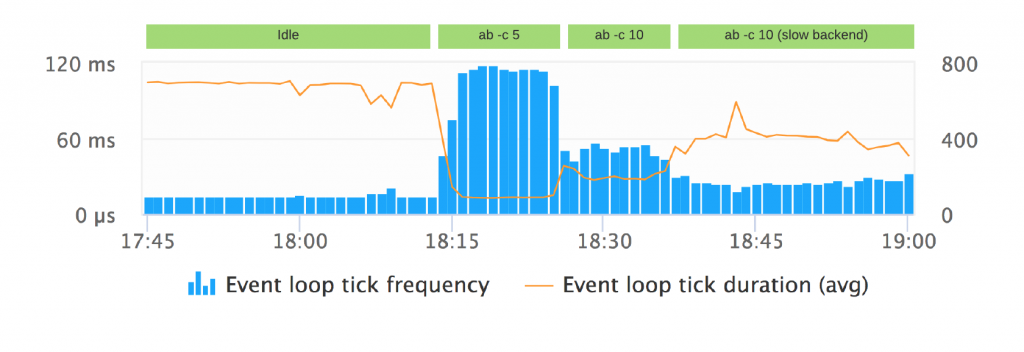 Idle ab -c 5 ab -c 10 ab -c 10 (slow backend)
120 ms 800
60 ms 400
0 µs 0
17:45 18:00 18:15 18:30 18:45 19:00
Event loop tick frequency Event loop tick duration (avg)